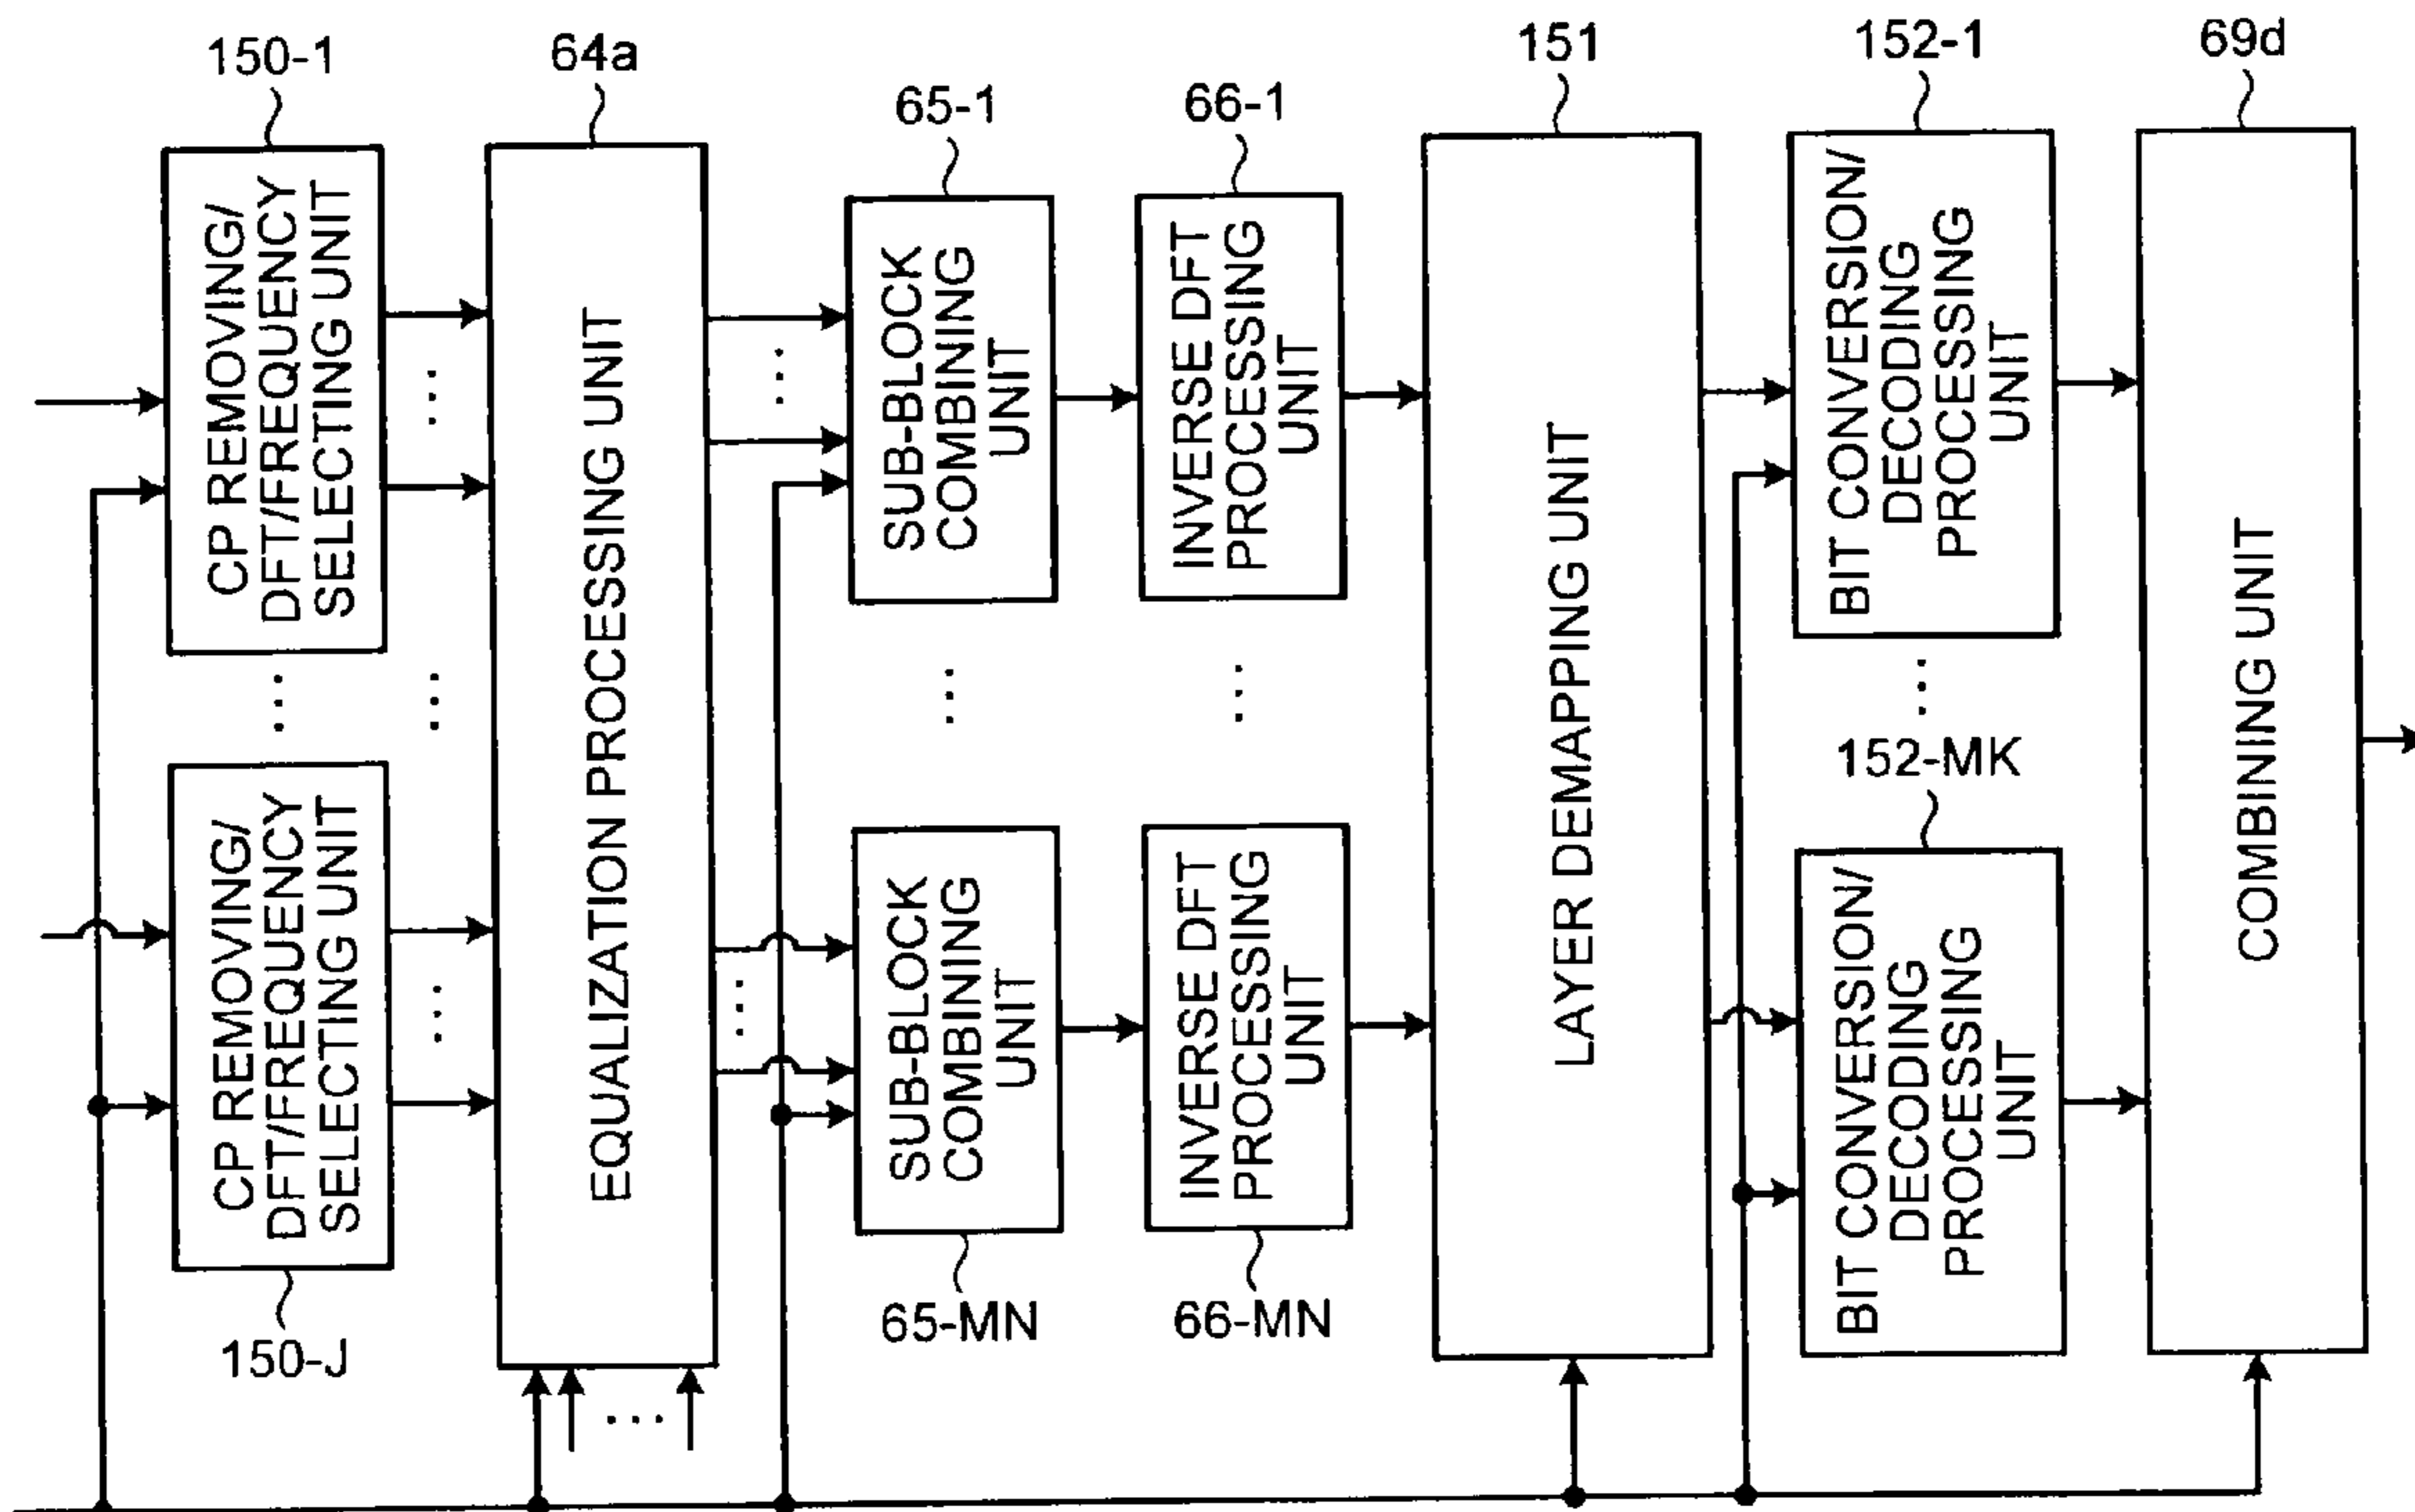 150-1
64a
65-1
66-1
151
152-1
69d
CP REMOVING/
DFT/FREQUENCY
SELECTING UNIT
EQUALIZATION PROCESSING UNIT
SUB-BLOCK
COMBINING
UNIT
INVERSE DFT
PROCESSING
UNIT
LAYER DEMAPPING UNIT
BIT CONVERSION/
DECODING
PROCESSING
UNIT
COMBINING UNIT
CP REMOVING/
DFT/FREQUENCY
SELECTING UNIT
SUB-BLOCK
COMBINING
UNIT
INVERSE DFT
PROCESSING
UNIT
152-MK
BIT CONVERSION/
DECODING
PROCESSING
UNIT
150-J
65-MN
66-MN